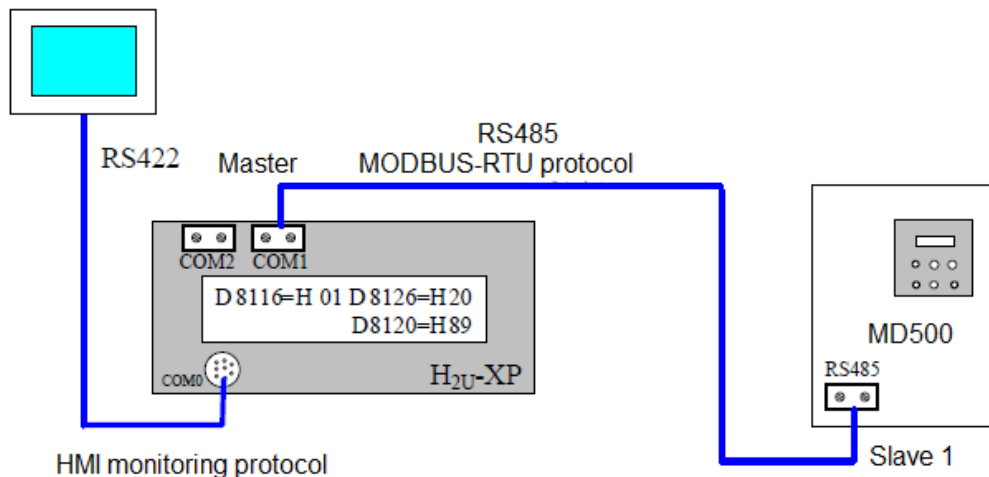 RS422
Master
RS485
MODBUS-RTU protocol
COM2 COM1
D8116=H 01 D8126=H20
D8120=H89
COM0
H2U-XP
HMI monitoring protocol
MD500
RS485
Slave 1